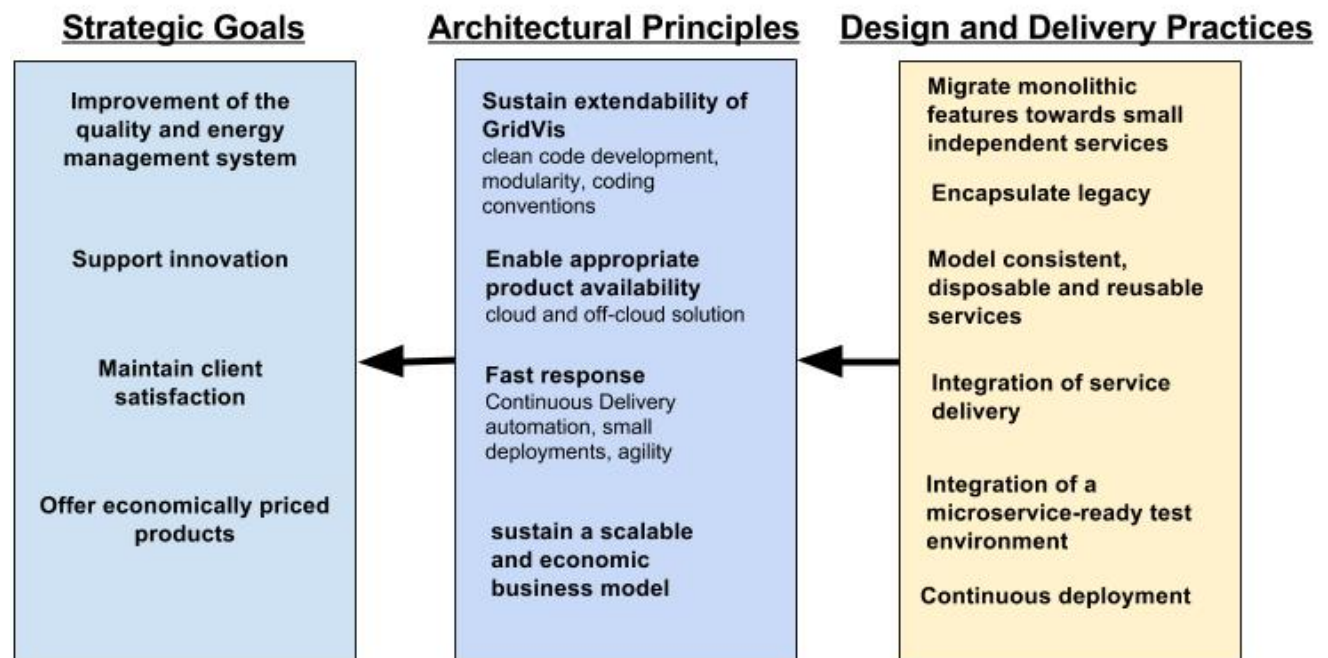 Strategic Goals
Improvement of the
quality and energy
management system
Support innovation
Maintain client
satisfaction
Offer economically priced
products
Architectural Principles
Sustain extendability of
GridVis
clean code development,
modularity, coding
conventions
Enable appropriate
product availability
cloud and off-cloud solution
Fast response
Continuous Delivery
automation, small
deployments, agility
sustain a scalable
and economic
business model
Design and Delivery Practices
Migrate monolithic
features towards small
independent services
Encapsulate legacy
Model consistent,
disposable and reusable
services
Integration of service
delivery
Integration of a
microservice-ready test
environment
Continuous deployment